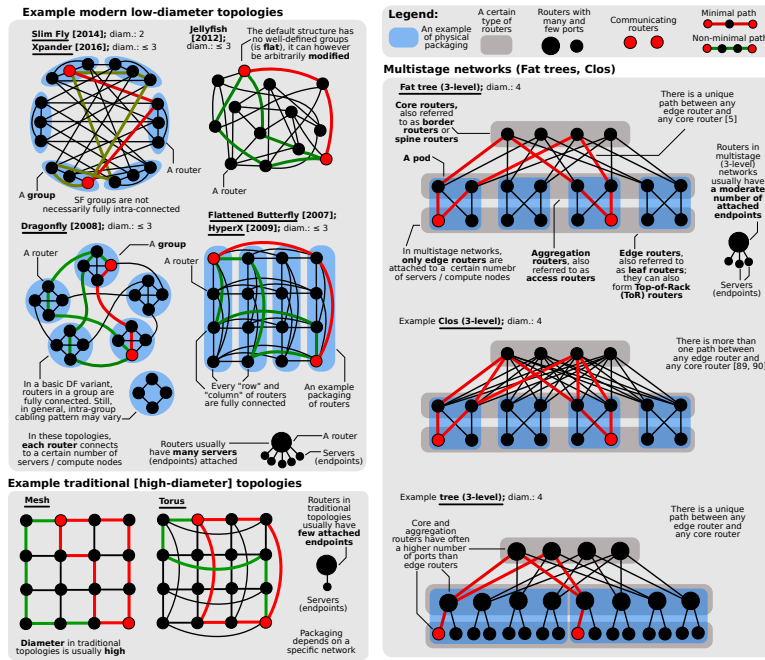 Example modern low-diameter topologies
Slim Fly [2014]; diam.: 2
Xpander [2016]; diam.: ≤ 3
Jellyfish
[2012];
diam.: ≤ 3
The default structure has
no well-defined groups
(is flat), it can however
be arbitrarily modified
A router
A group
A router
SF groups are not
necessarily fully intra-connected
Dragonfly [2008]; diam.: ≤ 3
A group
A router
Flattened Butterfly [2007];
HyperX [2009]; diam.: ≤ 3
A router
In a basic DF variant,
routers in a group are
fully connected. Still,
in general, intra-group
cabling pattern may vary
Every "row" and
"column" of routers
are fully connected
An example
packaging
of routers
In these topologies,
each router connects
to a certain number of
servers / compute nodes
Routers usually
have many servers
(endpoints) attached
A router
Servers
(endpoints)
Example traditional [high-diameter] topologies
Mesh
Torus
Routers in
traditional
topologies
usually have
few attached
endpoints
Servers
(endpoints)
Diameter in traditional
topologies is usually high
Packaging
depends on a
specific network
Legend:
An example
of physical
packaging
A certain
type of
routers
Routers with
many and
few ports
Communicating
routers
Minimal path
Non-minimal path
Multistage networks (Fat trees, Clos)
Fat tree (3-level); diam.: 4
Core routers,
also referred
to as border
routers or
spine routers
A pod
There is a unique
path between any
edge router and
any core router [5]
Routers in
multistage
(3-level)
networks
usually have
a moderate
number of
attached
endpoints
Servers
(endpoints)
In multistage networks,
only edge routers are
attached to a certain numebr
of servers / compute nodes
Aggregation
routers, also
referred to as
access routers
Edge routers,
also referred to
as leaf routers;
they can also
form Top-of-Rack
(ToR) routers
Example Clos (3-level); diam.: 4
There is more than
one path between
any edge router and
any core router [89, 90]
Example tree (3-level); diam.: 4
Core and
aggregation
routers have often
a higher number
of ports than
edge routers
There is a unique
path between any
edge router and
any core router